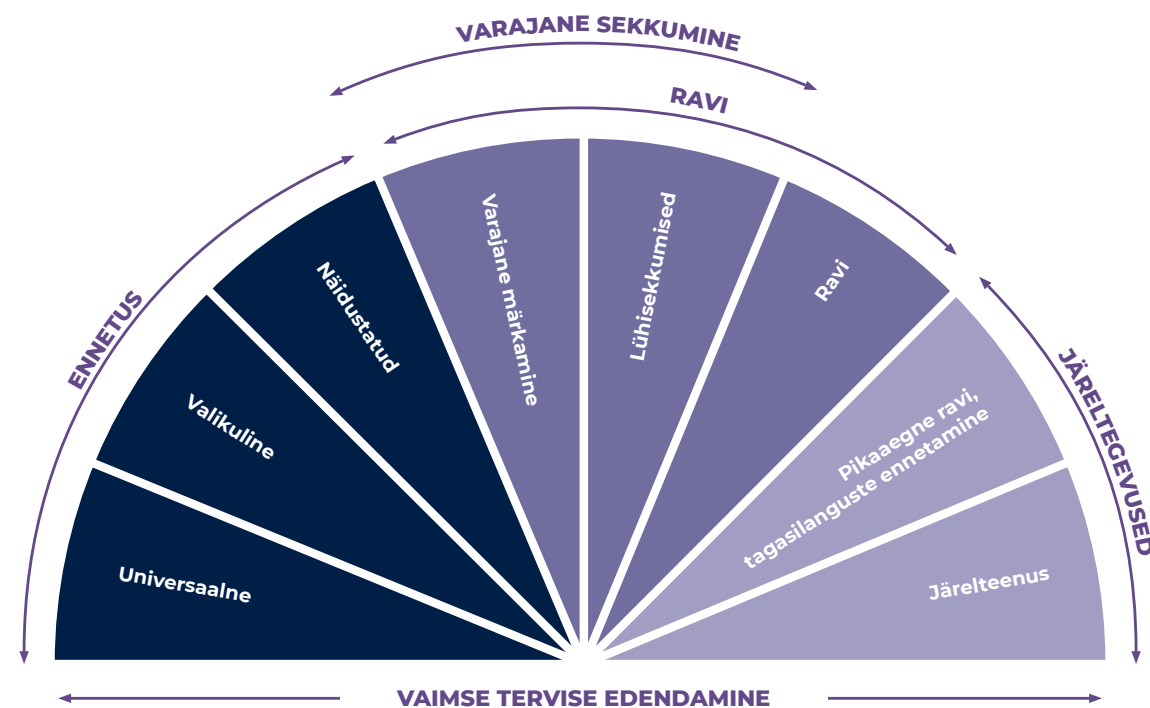 VARAJANE SEKKUMINE
RAVI
ENNETUS
JÄRELTEGEVUSED
Universaalne
Valikuline
Näidustatud
Varajane märkamine
Lühisekkumised
Ravi
Pikaaegne ravi,
tagasilanguste ennetamine
Järelteenus
VAIMSE TERVISE EDENDAMINE